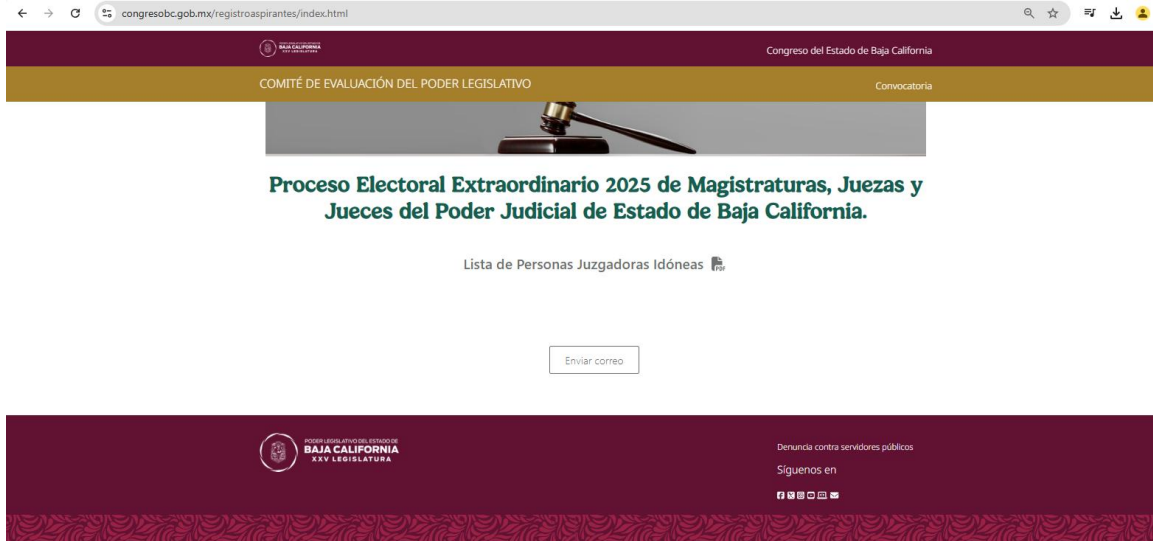 congresobc.gob.mx/registroaspirantes/index.html
BAJA CALIFORNIA
Congreso del Estado de Baja California
COMITÉ DE EVALUACIÓN DEL PODER LEGISLATIVO
Convocatoria
Proceso Electoral Extraordinario 2025 de Magistraturas, Juezas y
Jueces del Poder Judicial de Estado de Baja California.
Lista de Personas Juzgadoras Idóneas
PDF
Enviar correo
PODER LEGISLATIVO DEL ESTADO DE
BAJA CALIFORNIA
XXV LEGISLATURA
Denuncia contra servidores públicos
Síguenos en